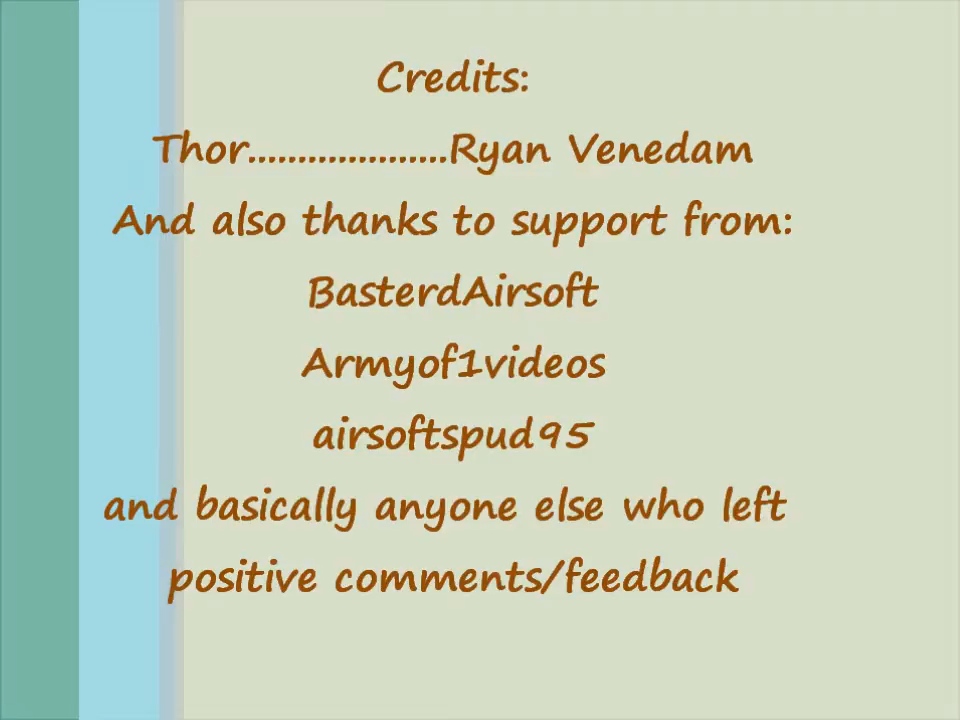 Credits:
Thor....................Ryan Venedam
And also thanks to support from:
BasterdAirsoft
Armyof1videos
airsoftspud95
and basically anyone else who left
positive comments/feedback